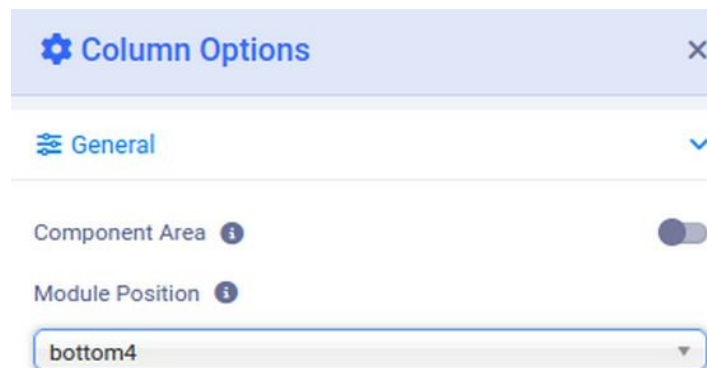 Column Options
General
Component Area
Module Position
bottom4